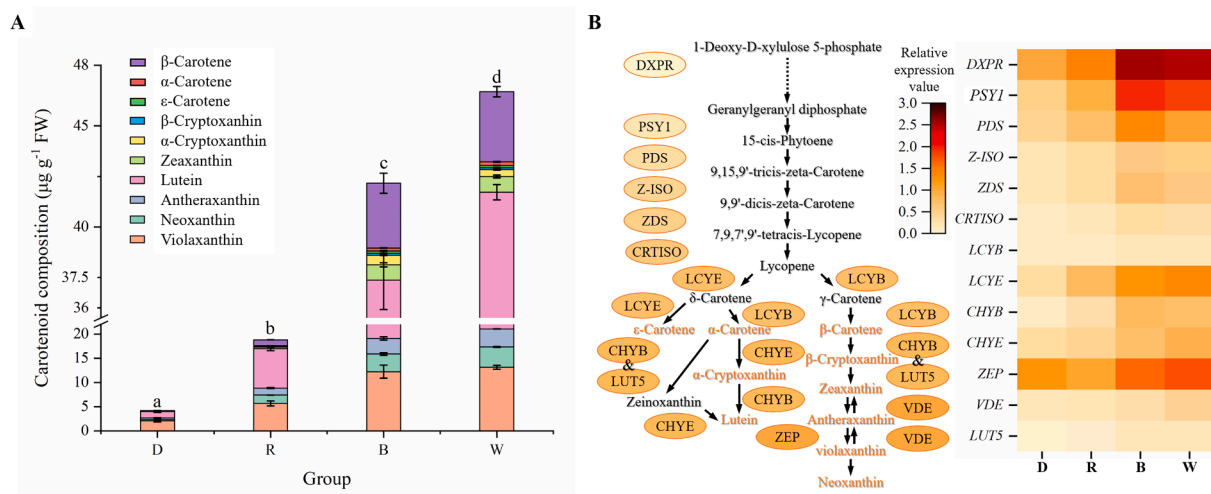 A
Carotenoid composition (μg g⁻¹ FW)
48
45
40
37.5
36
20
15
10
5
0
β-Carotene
α-Carotene
ε-Carotene
β-Cryptoxanhin
α-Cryptoxanthin
Zeaxanthin
Lutein
Antheraxanthin
Neoxanthin
Violaxanthin
a
b
c
d
D R B W
Group
B
1-Deoxy-D-xylulose 5-phosphate
DXPR
Geranylgeranyl diphosphate
PSY1
15-cis-Phytoene
PDS
9,15,9'-tricis-zeta-Carotene
Z-ISO
9,9'-dicis-zeta-Carotene
ZDS
7,9,7',9'-tetracis-Lycopene
CRTISO
Lycopene
LCYE
LCYB
δ-Carotene
γ-Carotene
LCYE
LCYB
LCYB
ε-Carotene
α-Carotene
β-Carotene
CHYB
&
LUT5
CHYE
CHYB
&
LUT5
β-Cryptoxanthin
α-Cryptoxanthin
Zeaxanthin
Zeinoxanthin
CHYB
VDE
CHYE
Lutein
Antheraxanthin
ZEP
VDE
violaxanthin
Neoxanthin
Relative
expression
value
3.0
2.5
2.0
1.5
1.0
0.5
0.0
DXPR
PSY1
PDS
Z-ISO
ZDS
CRTISO
LCYB
LCYE
CHYB
CHYE
ZEP
VDE
LUT5
D R B W